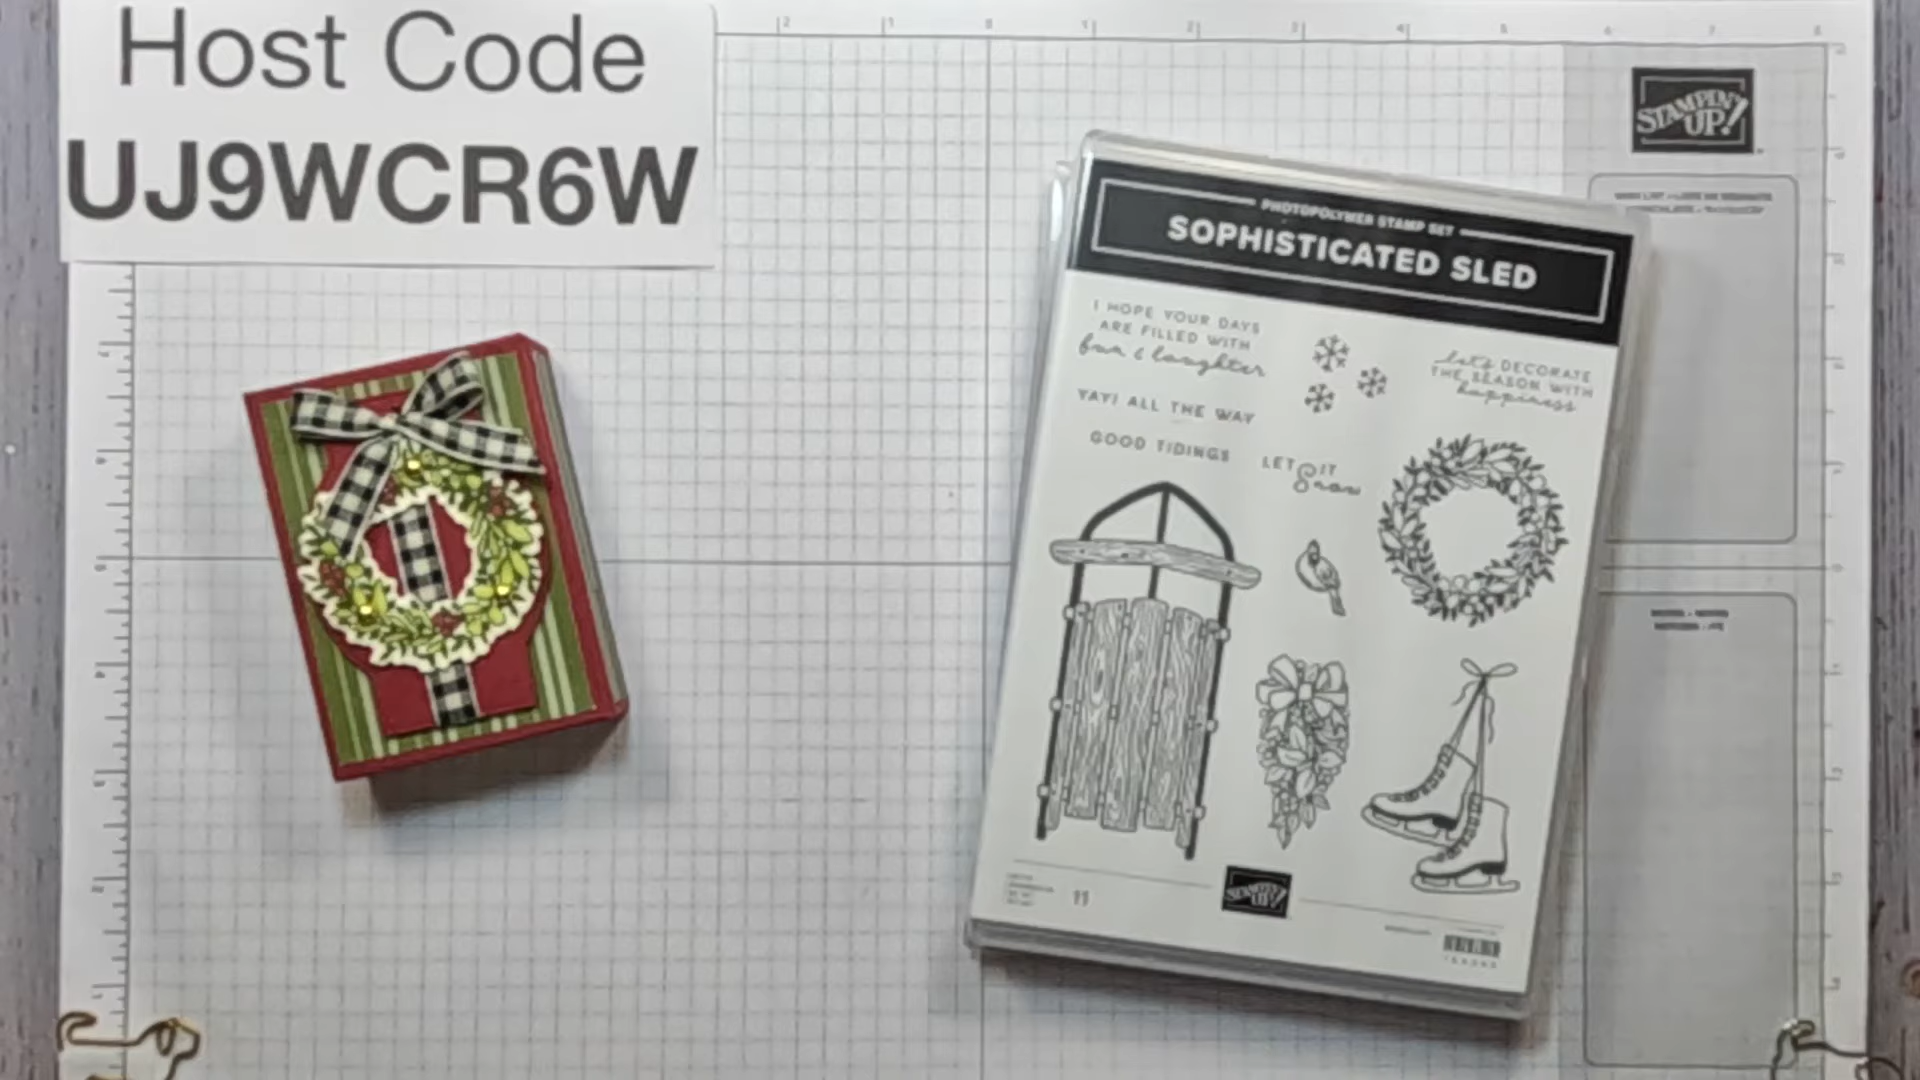 Host Code
UJ9WCR6W
STAMPIN' UP!
PHOTOPOLYMER STAMP SET
SOPHISTICATED SLED
I HOPE YOUR DAYS
ARE FILLED WITH
fun & laughter
let's DECORATE
THE SEASON WITH
happiness
YAY! ALL THE WAY
GOOD TIDINGS
LET IT
Snow
11
STAMPIN' UP!